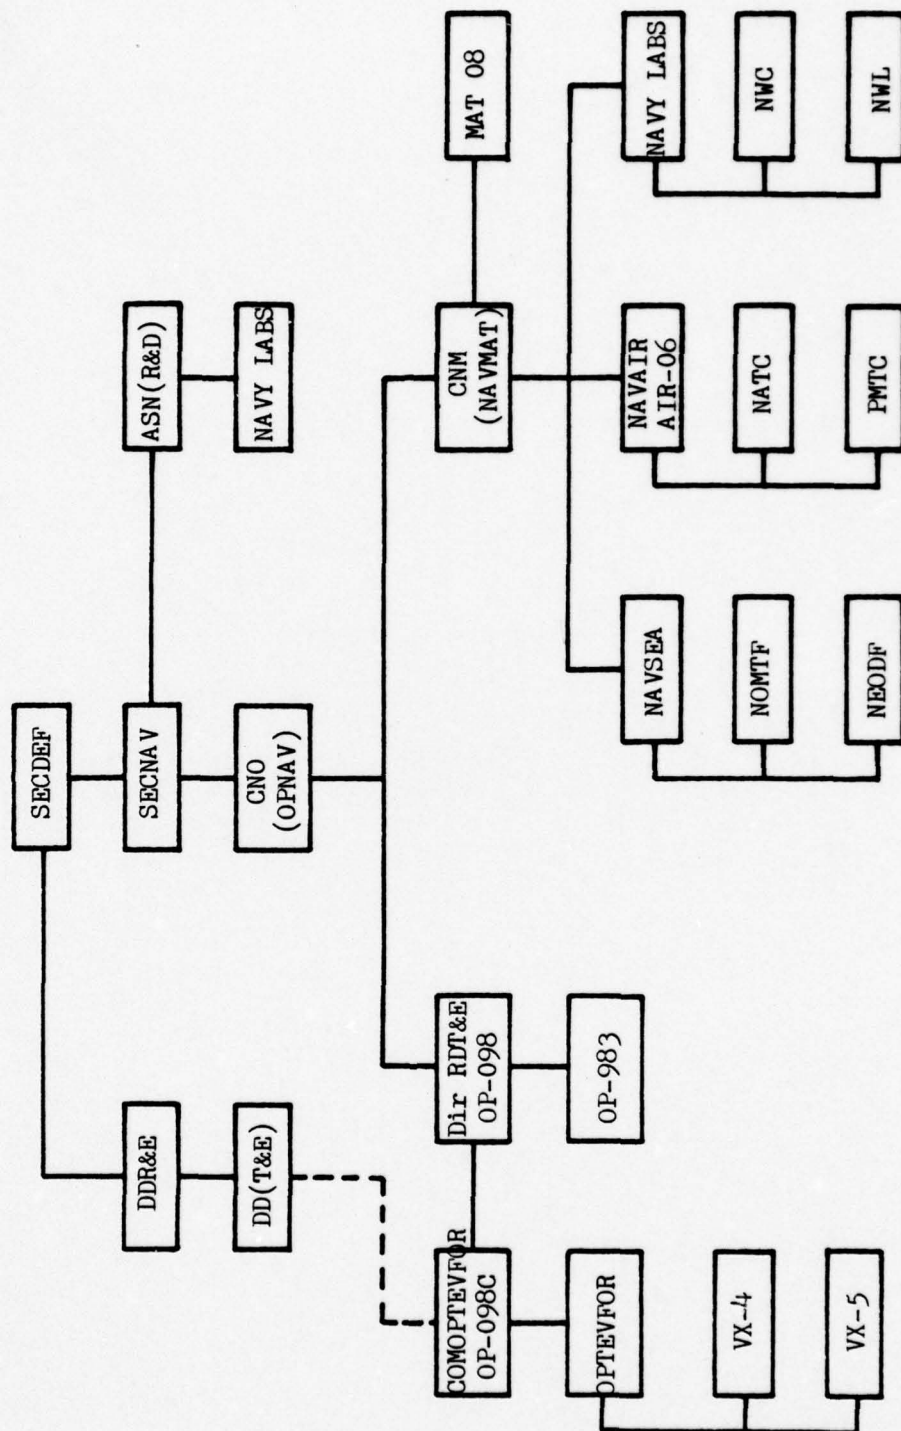 SECDEF
DDR&E
SECNAV
ASN(R&D)
DD(T&E)
CNO
(OPNAV)
NAVY LABS
COMOPTEVFOR
OP-098C
Dir RDT&E
OP-098
CNM
(NAVMAT)
MAT 08
OPTEVFOR
OP-983
NAVSEA
NAVAIR
AIR-06
NAVY LABS
VX-4
NOMTF
NATC
NWC
VX-5
NEODF
PMTC
NWL